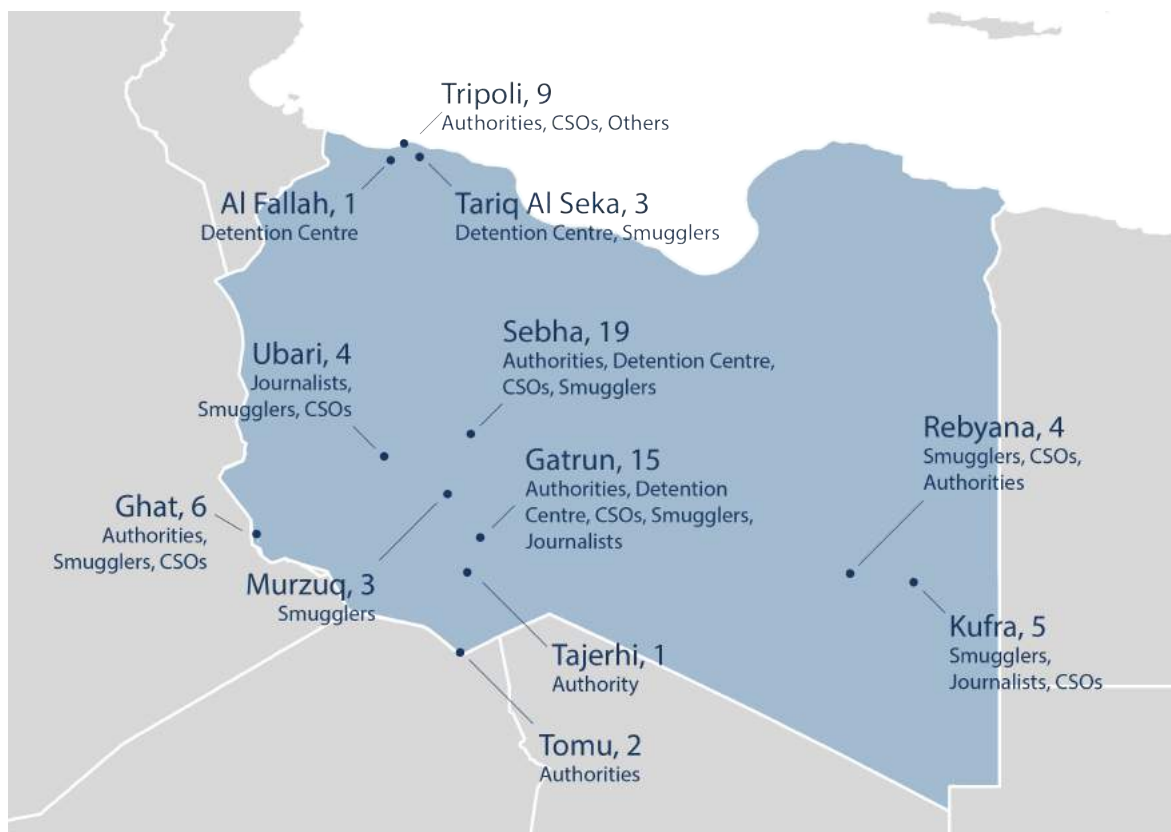 Tripoli, 9
Authorities, CSOs, Others
Al Fallah, 1
Detention Centre
Tariq Al Seka, 3
Detention Centre, Smugglers
Sebha, 19
Authorities, Detention Centre,
CSOs, Smugglers
Ubari, 4
Journalists,
Smugglers, CSOs
Rebyana, 4
Smugglers, CSOs,
Authorities
Gatrun, 15
Authorities, Detention
Centre, CSOs, Smugglers,
Journalists
Ghat, 6
Authorities,
Smugglers, CSOs
Murzuq, 3
Smugglers
Kufra, 5
Smugglers,
Journalists, CSOs
Tajerhi, 1
Authority
Tomu, 2
Authorities